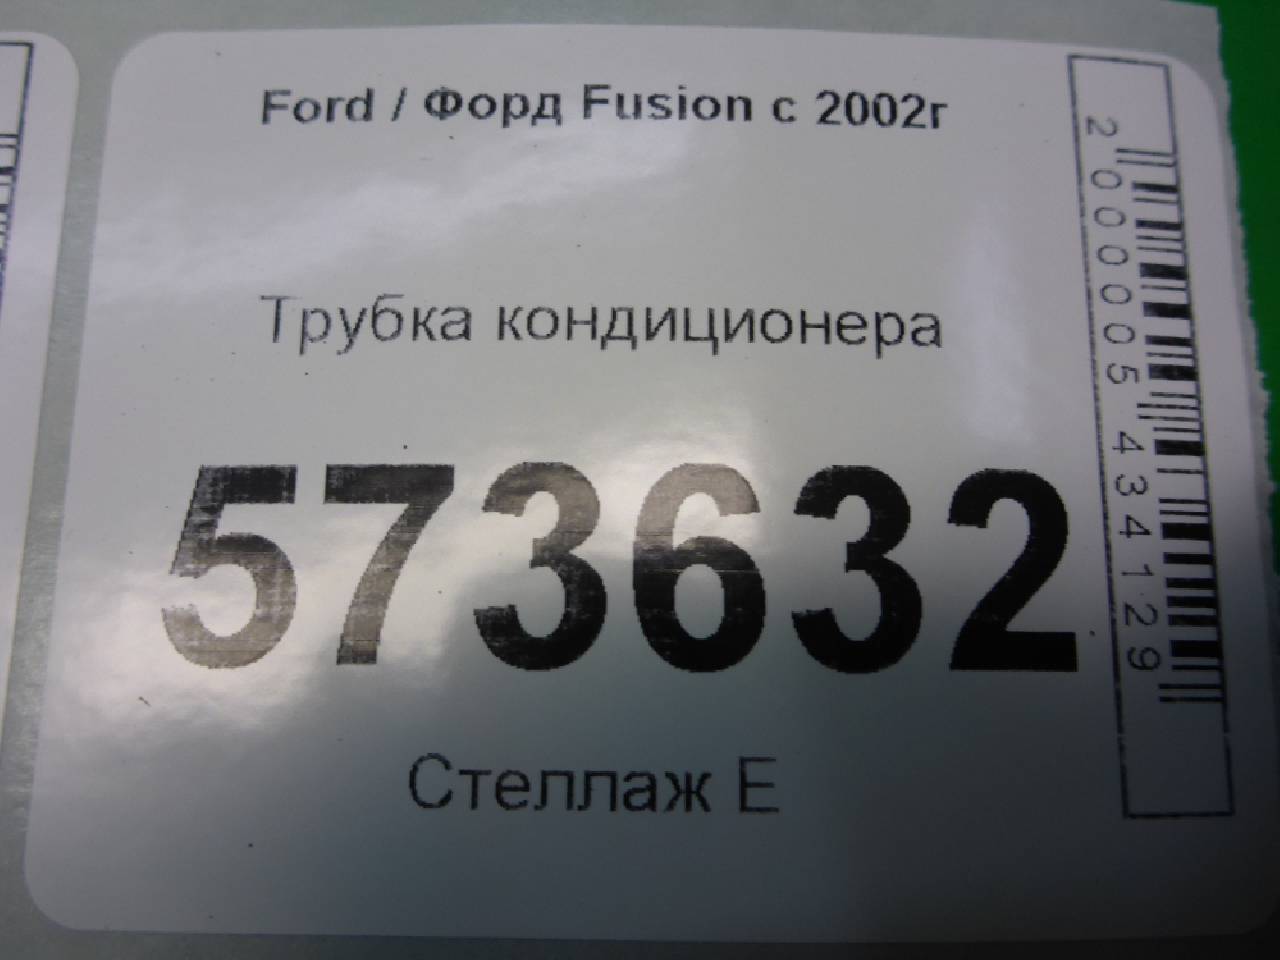 Ford / Форд Fusion с 2002г
Трубка кондиционера
573632
Стеллаж Е
2000005434129